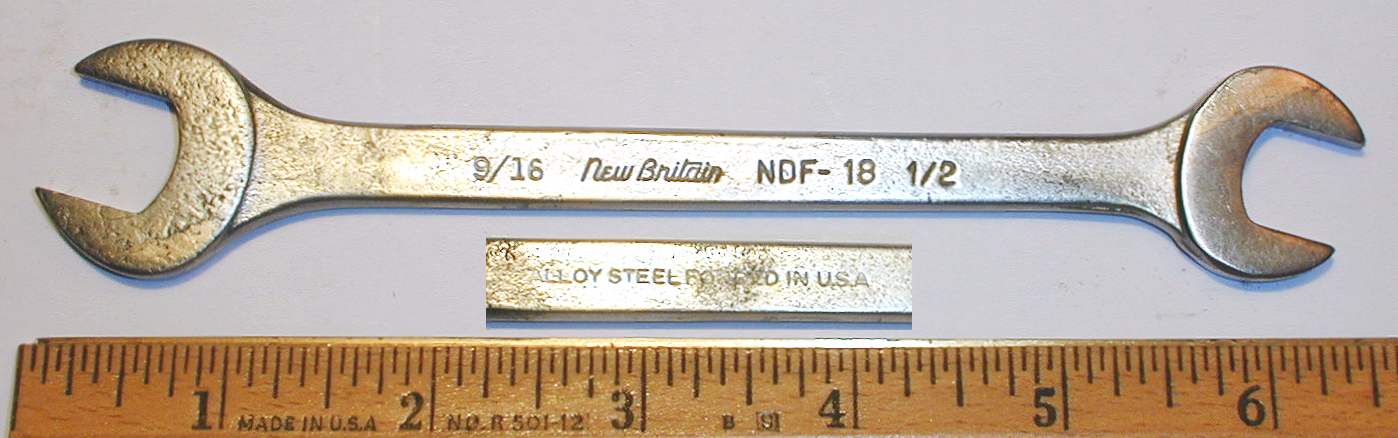 9/16 New Britain NDF-18 1/2
ALLOY STEEL FORGED IN U.S.A
1 2 3 4 5 6
MADE IN U.S.A NO. R 501-12 B